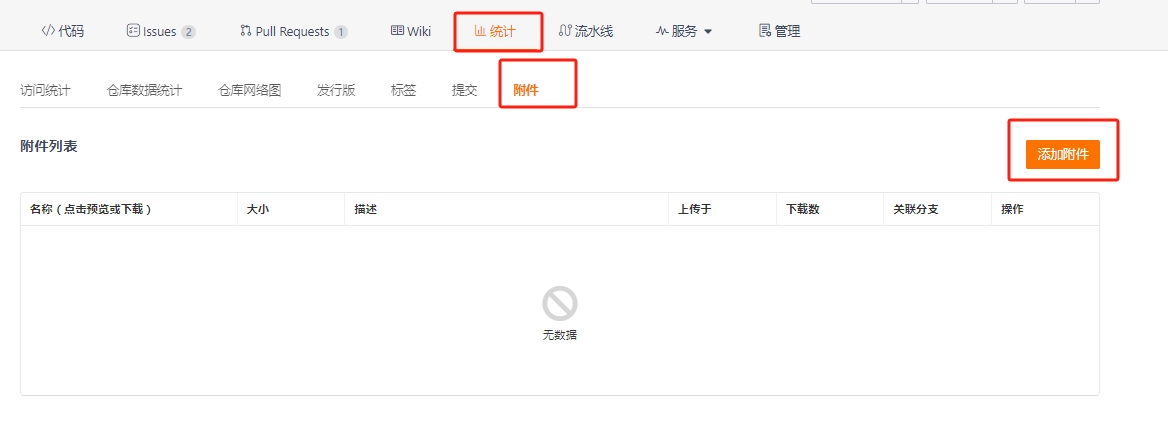 代码 Issues 2 Pull Requests 1 Wiki 统计 流水线 服务 管理
访问统计 仓库数据统计 仓库网络图 发行版 标签 提交 附件
附件列表 添加附件
名称（点击预览或下载） 大小 描述 上传于 下载数 关联分支 操作
无数据